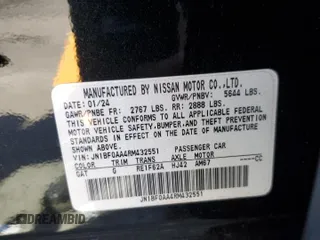 MANUFACTURED BY NISSAN MOTOR CO.,LTD.
DATE: 01/24 GVWR/PNBV: 5644 LBS.
GAWR/PNBE FR: 2767 LBS. RR: 2888 LBS.
THIS VEHICLE CONFORMS TO ALL APPLICABLE FEDERAL
MOTOR VEHICLE SAFETY,BUMPER,AND THEFT PREVENTION
STANDARDS IN EFFECT ON THE DATE OF MANUFACTURE
SHOWN ABOVE.
VIN: JN1BF0AA4RM432551 PASSENGER CAR
COLOR TRIM TRANS AXLE MOTOR
GAT G RE1F62A HJ42 AM67
JN1BF0AA4RM432551
©DREAMBID